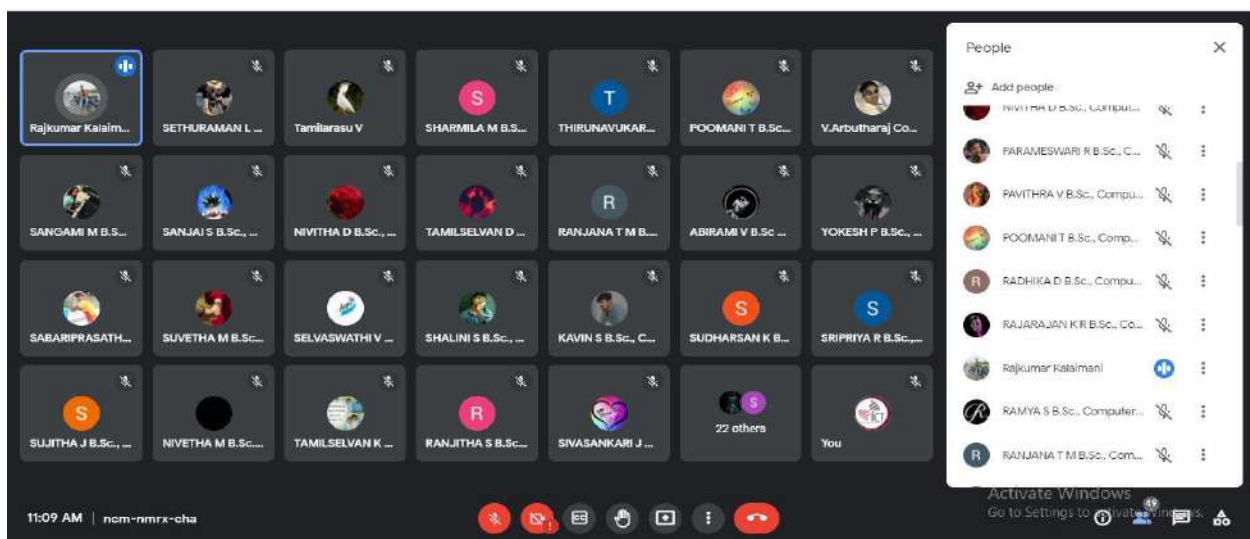 Rajkumar Kalaim...
SETHURAMAN L ...
Tamilarasu V
S
SHARMILA M B.S...
T
THIRUNAVUKAR...
POOMANI T B.Sc...
V.Arbutharaj Co...
SANGAMI M B.S...
SANJAI S B.Sc., ...
NIVITHA D B.Sc., ...
TAMILSELVAN D ...
R
RANJANA T M B....
ABIRAMI V B.Sc ...
YOKESH P B.Sc., ...
SABARIPRASATH...
SUVETHA M B.Sc...
SELVASWATHI V ...
SHALINI S B.Sc., ...
KAVIN S B.Sc., C...
S
SUDHARSAN K B...
S
SRIPRIYA R B.Sc.,...
S
SUJITHA J B.Sc., ...
NIVETHA M B.Sc....
TAMILSELVAN K ...
R
RANJITHA S B.Sc...
SIVASANKARI J ...
S
22 others
ICT
You
People
Add people
NIVITHA D B.Sc., Comput...
PARAMESWARI R B.Sc., C...
PAVITHRA V B.Sc., Compu...
POOMANI T B.Sc., Comp...
R
RADHIKA D B.Sc., Compu...
RAJARAJAN K R B.Sc., Co...
Rajkumar Kalaimani
R
RAMYA S B.Sc., Computer...
R
RANJANA T M B.Sc., Com...
Activate Windows
Go to Settings to activate Windows.
11:09 AM | ncm-nmrx-cha
CC
49